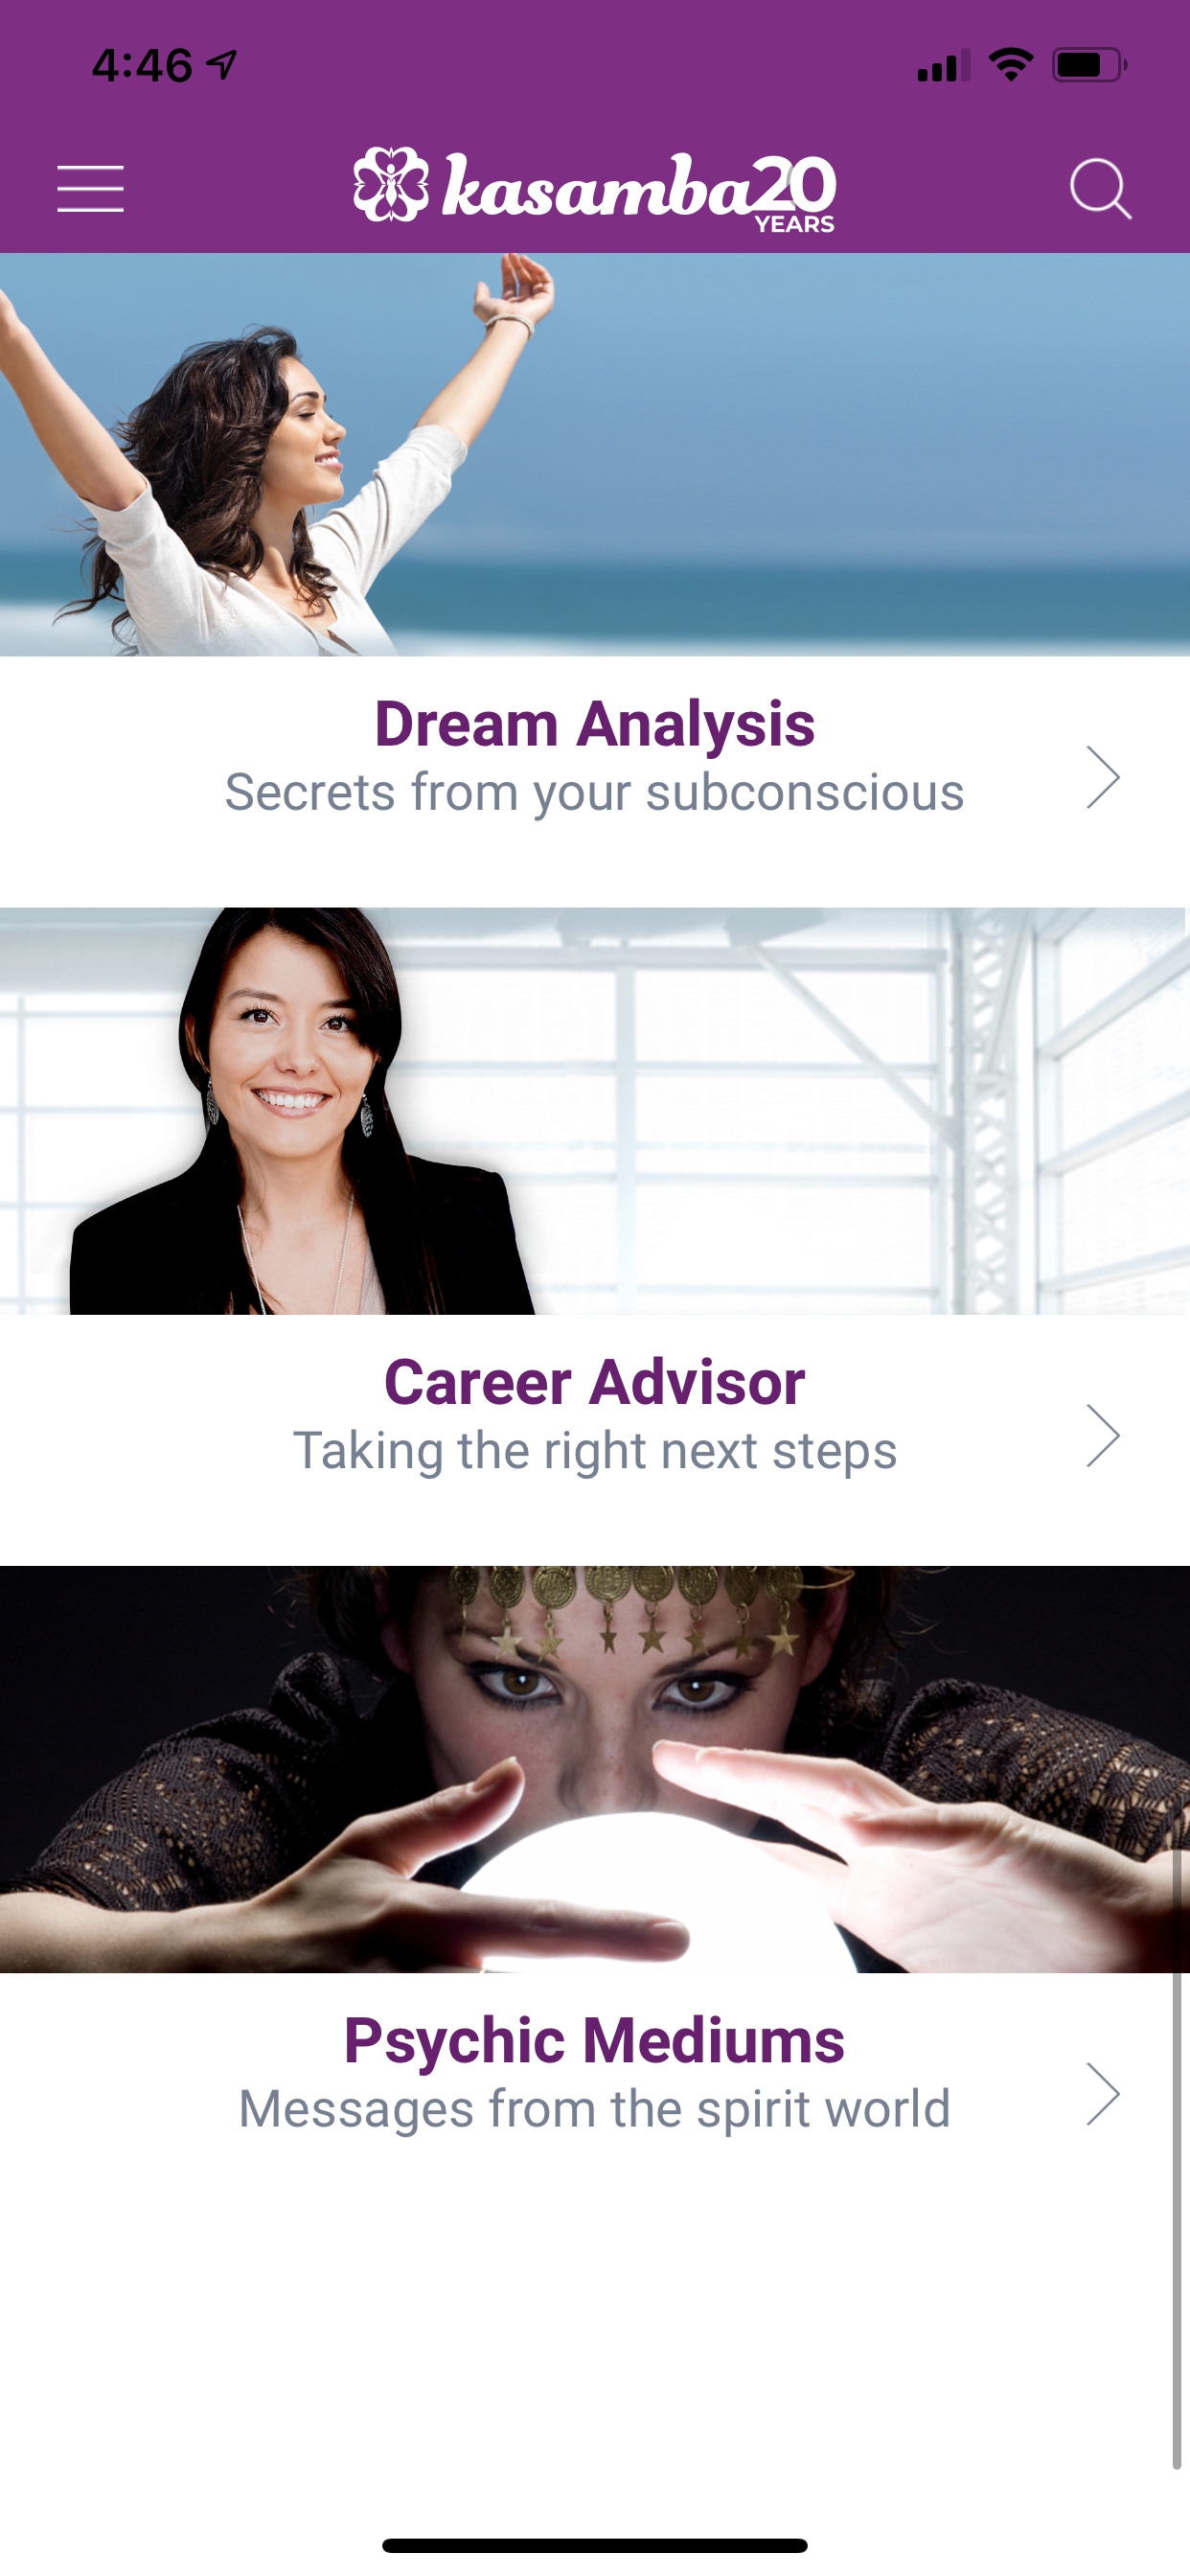 4:46
kasamba20
YEARS
Dream Analysis
Secrets from your subconscious
Career Advisor
Taking the right next steps
Psychic Mediums
Messages from the spirit world